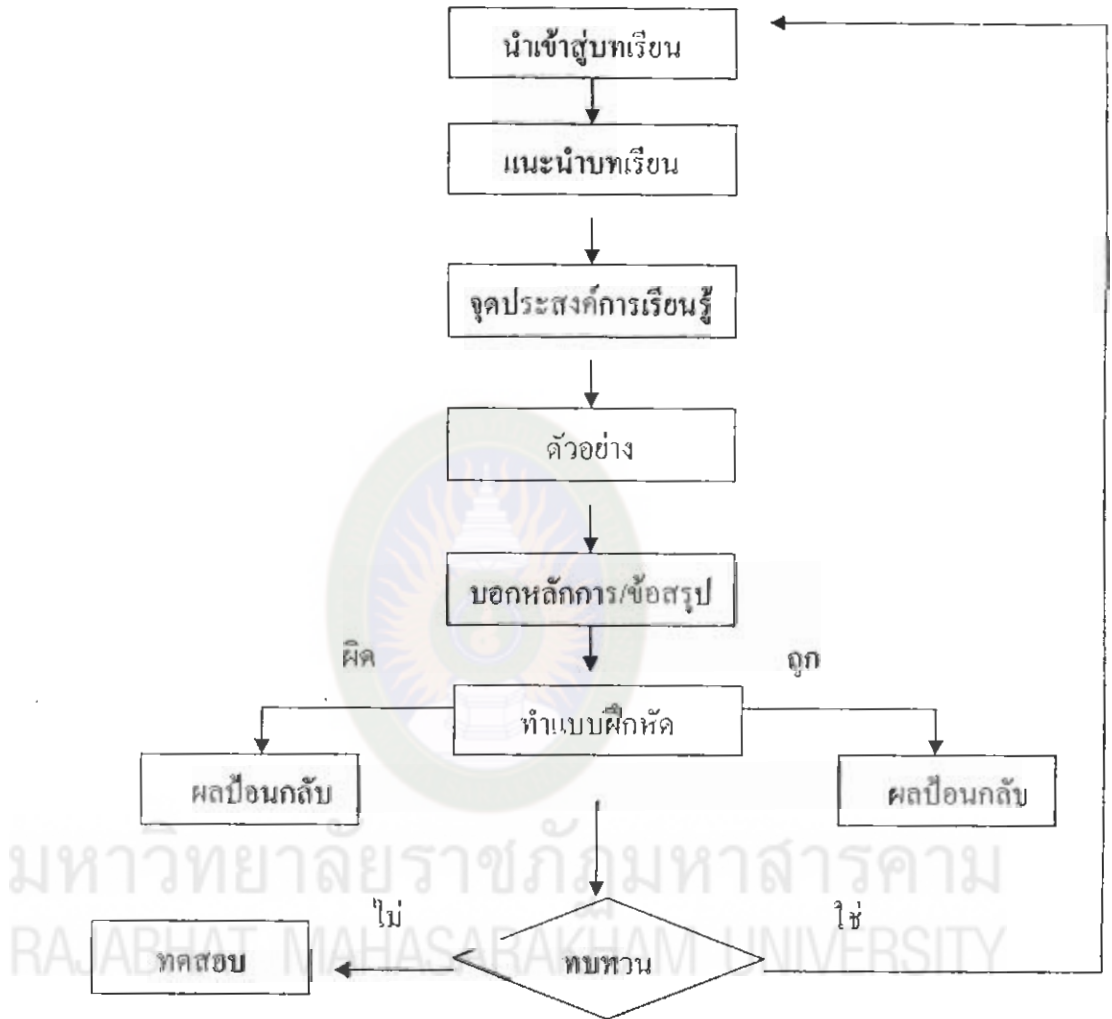 นำเข้าสู่บทเรียน
แนะนำบทเรียน
จุดประสงค์การเรียนรู้
ตัวอย่าง
บอกหลักการ/ข้อสรุป
ผิด
ถูก
ทำแบบฝึกหัด
ผลป้อนกลับ
ผลป้อนกลับ
มหาวิทยาลัยราชภัฏมหาสารคาม
ไม่
ใช่
ทดสอบ
ทบทวน
RAJABHAT MAHASARAKHAM UNIVERSITY